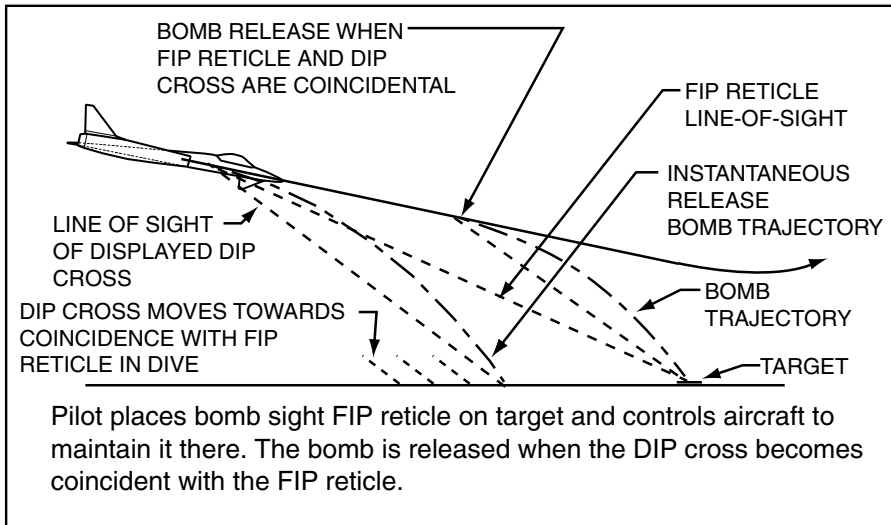 BOMB RELEASE WHEN
FIP RETICLE AND DIP
CROSS ARE COINCIDENTAL
FIP RETICLE
LINE-OF-SIGHT
INSTANTANEOUS
RELEASE
BOMB TRAJECTORY
LINE OF SIGHT
OF DISPLAYED DIP
CROSS
DIP CROSS MOVES TOWARDS
COINCIDENCE WITH FIP
RETICLE IN DIVE
BOMB
TRAJECTORY
TARGET
Pilot places bomb sight FIP reticle on target and controls aircraft to
maintain it there. The bomb is released when the DIP cross becomes
coincident with the FIP reticle.